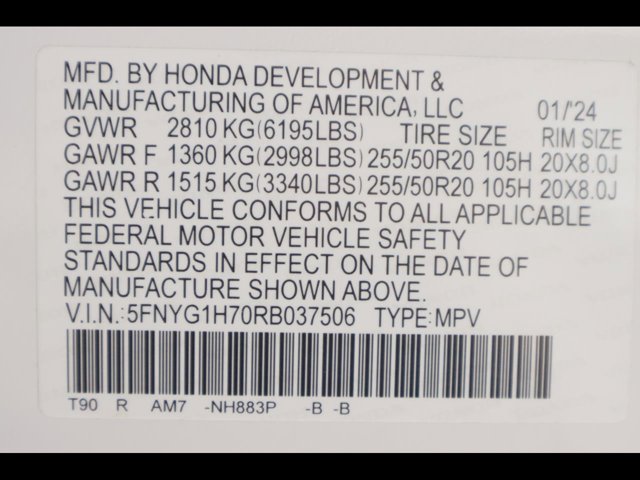 MFD. BY HONDA DEVELOPMENT &
MANUFACTURING OF AMERICA, LLC 01/'24
GVWR 2810 KG(6195LBS) TIRE SIZE RIM SIZE
GAWR F 1360 KG(2998LBS) 255/50R20 105H 20X8.0J
GAWR R 1515 KG(3340LBS) 255/50R20 105H 20X8.0J
THIS VEHICLE CONFORMS TO ALL APPLICABLE
FEDERAL MOTOR VEHICLE SAFETY
STANDARDS IN EFFECT ON THE DATE OF
MANUFACTURE SHOWN ABOVE.
V.I.N.: 5FNYG1H70RB037506 TYPE: MPV
T90 R AM7 -NH883P -B -B